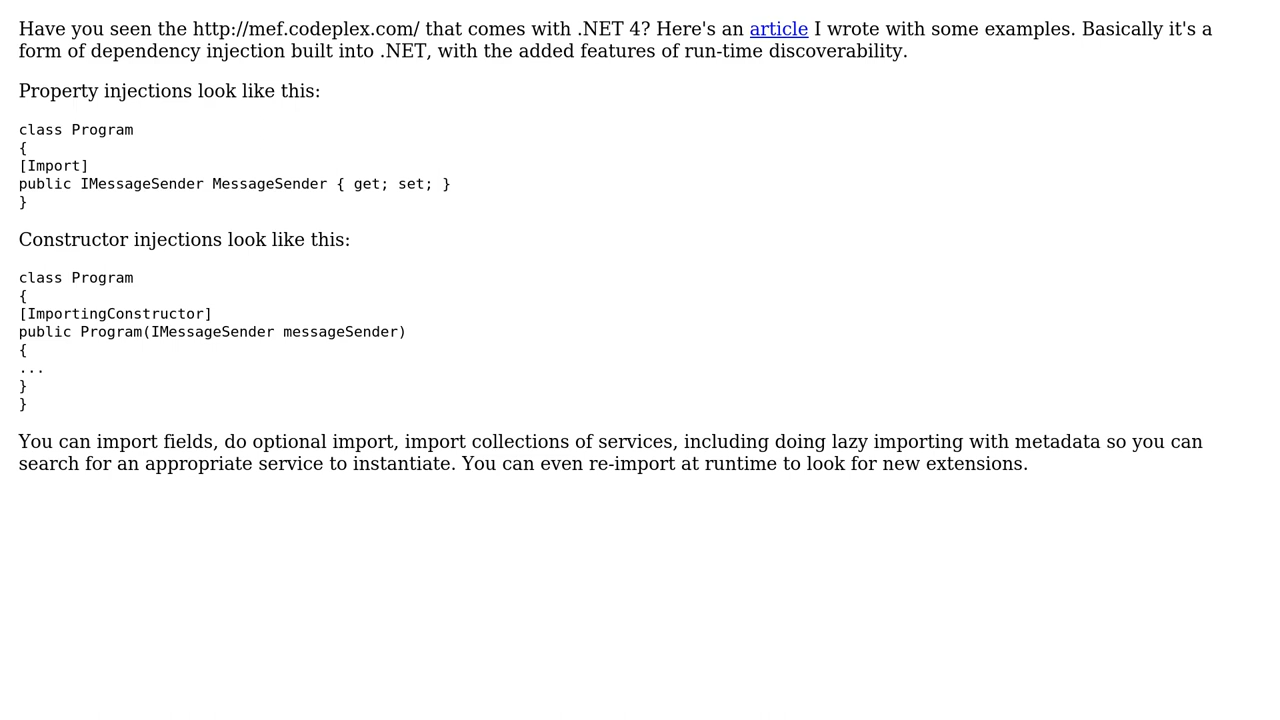 Have you seen the http://mef.codeplex.com/ that comes with .NET 4? Here's an article I wrote with some examples. Basically it's a
form of dependency injection built into .NET, with the added features of run-time discoverability.
Property injections look like this:
class Program
{
[Import]
public IMessageSender MessageSender { get; set; }
}
Constructor injections look like this:
class Program
{
[ImportingConstructor]
public Program(IMessageSender messageSender)
{
...
}
}
You can import fields, do optional import, import collections of services, including doing lazy importing with metadata so you can
search for an appropriate service to instantiate. You can even re-import at runtime to look for new extensions.